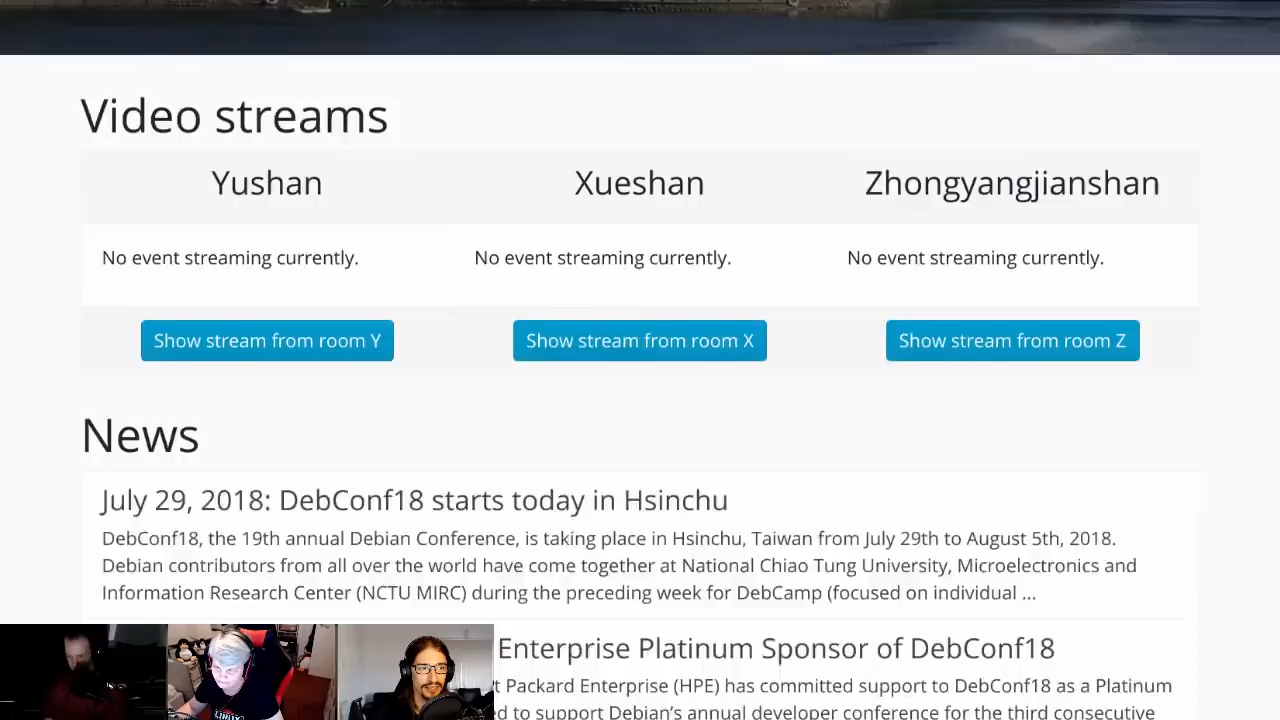 Video streams
Yushan
Xueshan
Zhongyangjianshan
No event streaming currently.
No event streaming currently.
No event streaming currently.
Show stream from room Y
Show stream from room X
Show stream from room Z
News
July 29, 2018: DebConf18 starts today in Hsinchu
DebConf18, the 19th annual Debian Conference, is taking place in Hsinchu, Taiwan from July 29th to August 5th, 2018.
Debian contributors from all over the world have come together at National Chiao Tung University, Microelectronics and
Information Research Center (NCTU MIRC) during the preceding week for DebCamp (focused on individual ...
Enterprise Platinum Sponsor of DebConf18
Packard Enterprise (HPE) has committed support to DebConf18 as a Platinum
to support Debian's annual developer conference for the third consecutive